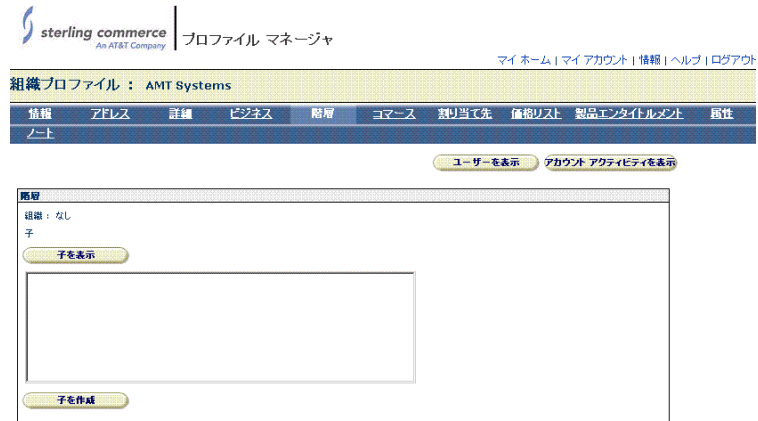 sterling commerce
An AT&T Company
プロファイル マネージャ
マイ ホーム | マイ アカウント | 情報 | ヘルプ | ログアウト
組織プロファイル : AMT Systems
情報 アドレス 詳細 ビジネス 階層 コマース 割り当て先 価格リスト 製品エンタイトルメント 属性
ノート
ユーザーを表示 アカウント アクティビティを表示
階層
組織 : なし
子
子を表示
子を作成